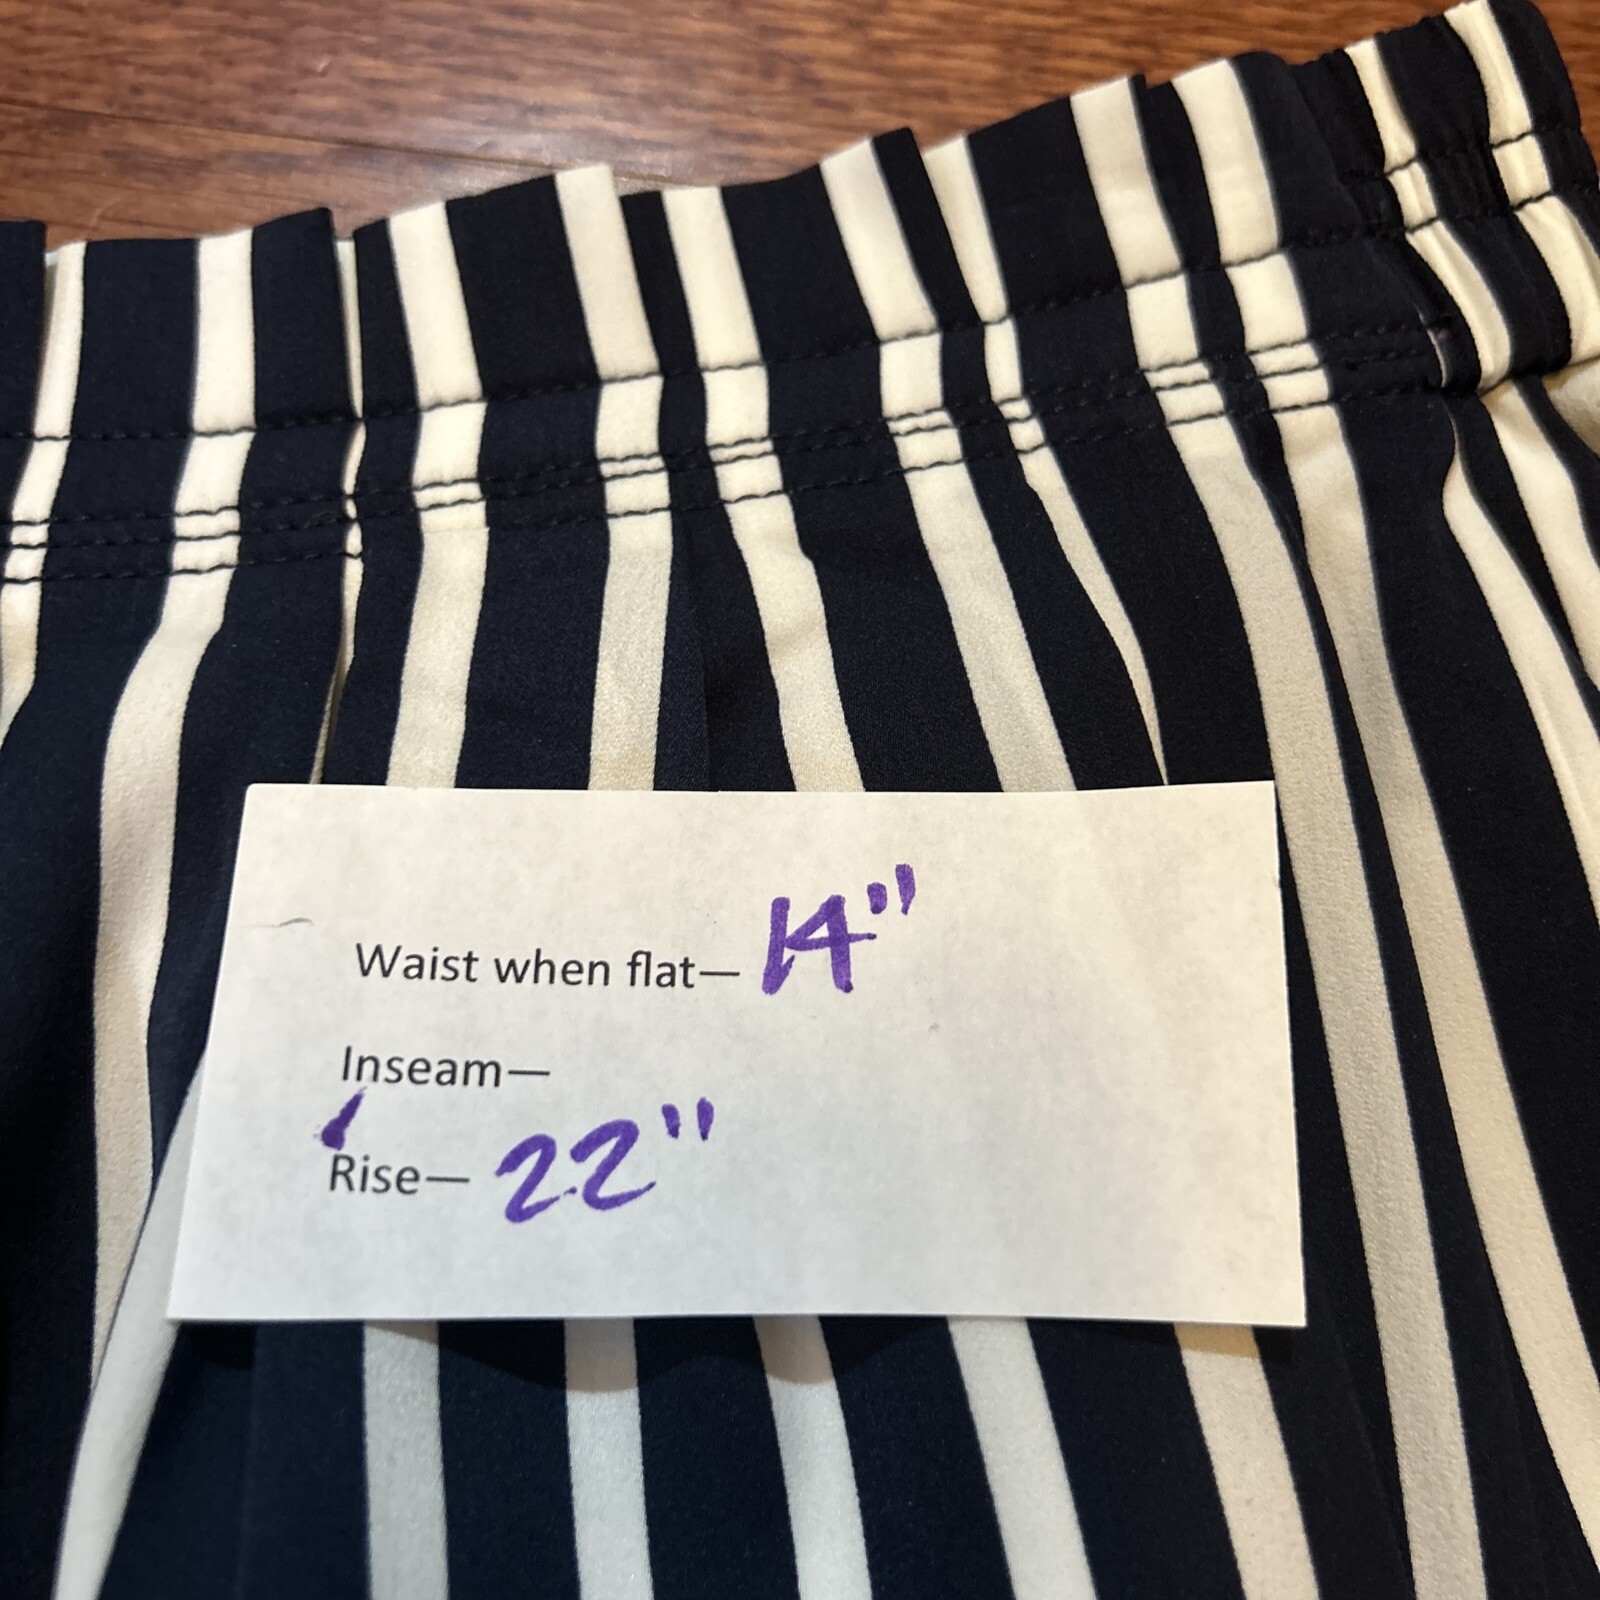 Waist when flat— 14"
Inseam—
Rise— 22"